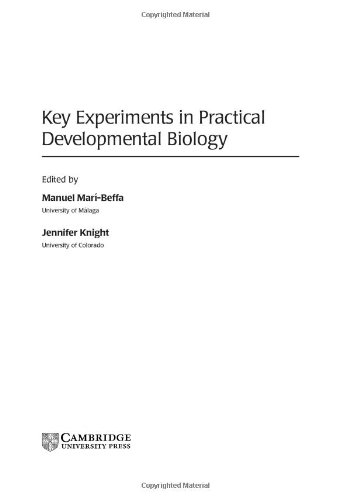 Copyrighted Material
Key Experiments in Practical
Developmental Biology
Edited by
Manuel Marí-Beffa
University of Málaga
Jennifer Knight
University of Colorado
CAMBRIDGE
UNIVERSITY PRESS
Copyrighted Material